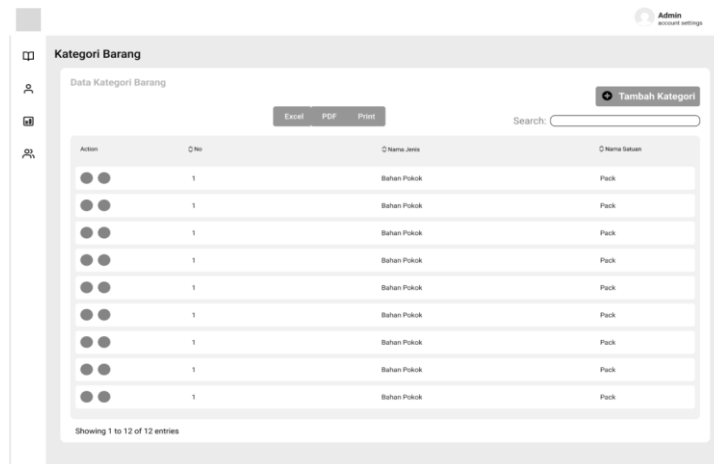 Admin
account settings
Kategori Barang
Data Kategori Barang
Tambah Kategori
Excel PDF Print
Search:
Action No Nama Jenis Nama Satuan
1 Bahan Pokok Pack
1 Bahan Pokok Pack
1 Bahan Pokok Pack
1 Bahan Pokok Pack
1 Bahan Pokok Pack
1 Bahan Pokok Pack
1 Bahan Pokok Pack
1 Bahan Pokok Pack
1 Bahan Pokok Pack
Showing 1 to 12 of 12 entries